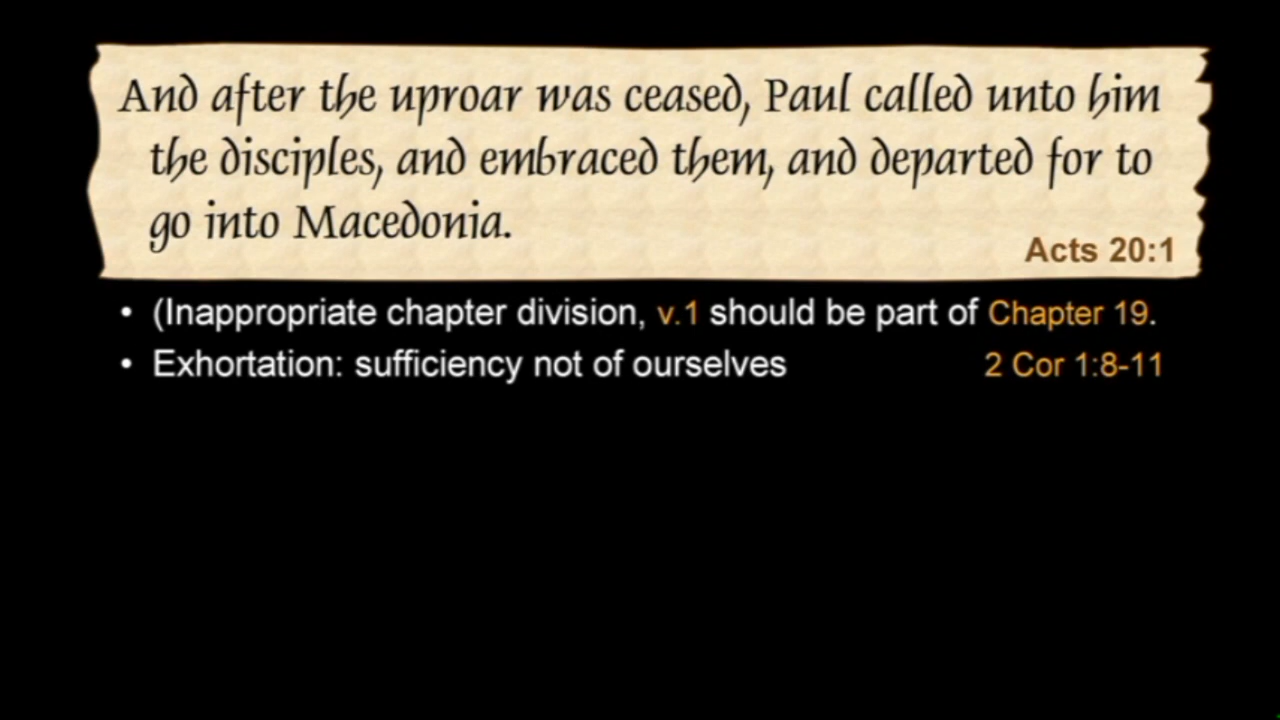 And after the uproar was ceased, Paul called unto him
the disciples, and embraced them, and departed for to
go into Macedonia.
Acts 20:1
• (Inappropriate chapter division, v.1 should be part of Chapter 19.
• Exhortation: sufficiency not of ourselves 2 Cor 1:8-11